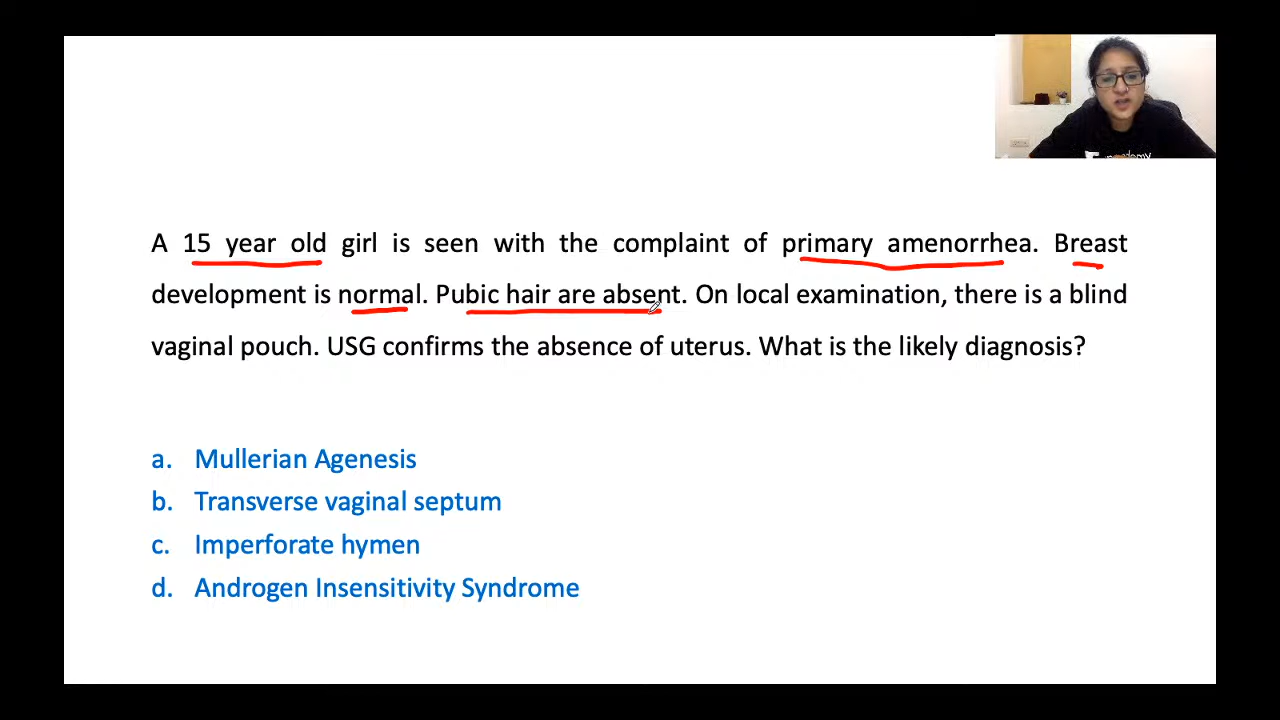 A 15 year old girl is seen with the complaint of primary amenorrhea. Breast
development is normal. Pubic hair are absent. On local examination, there is a blind
vaginal pouch. USG confirms the absence of uterus. What is the likely diagnosis?
a. Mullerian Agenesis
b. Transverse vaginal septum
c. Imperforate hymen
d. Androgen Insensitivity Syndrome